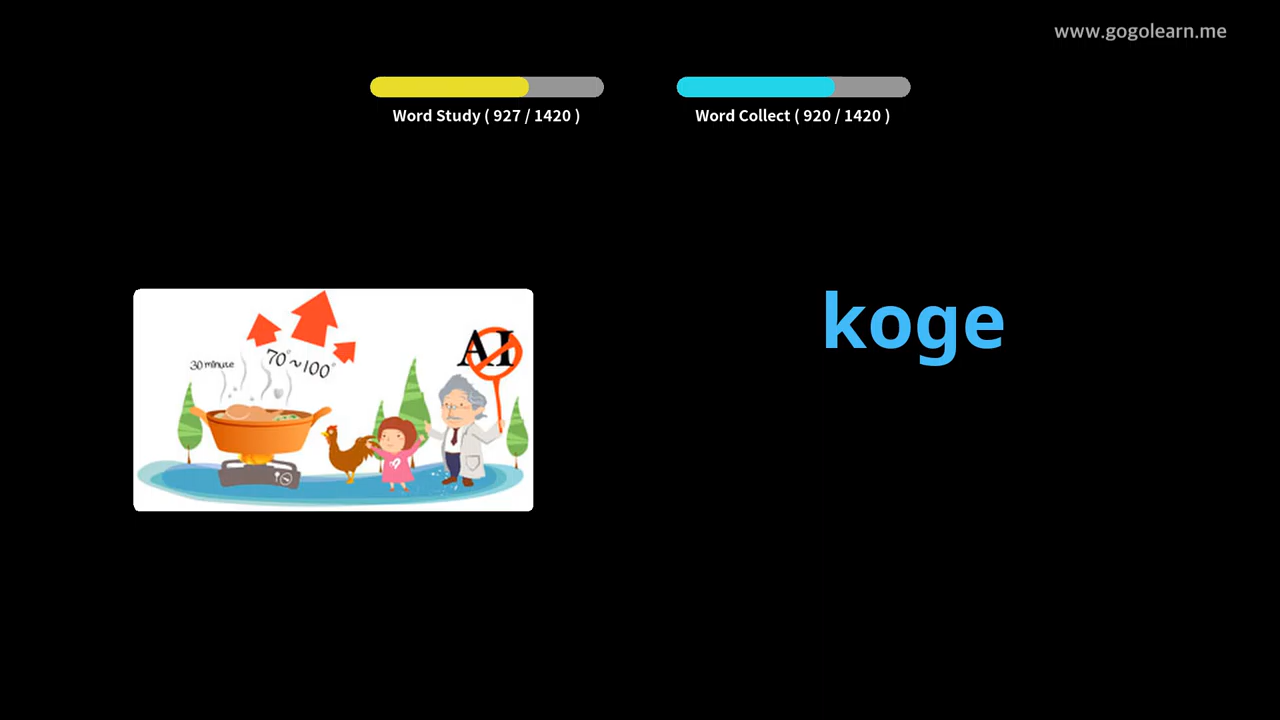 www.gogolearn.me
Word Study ( 927 / 1420 )
Word Collect ( 920 / 1420 )
koge
30 minute
70°~100°
AI